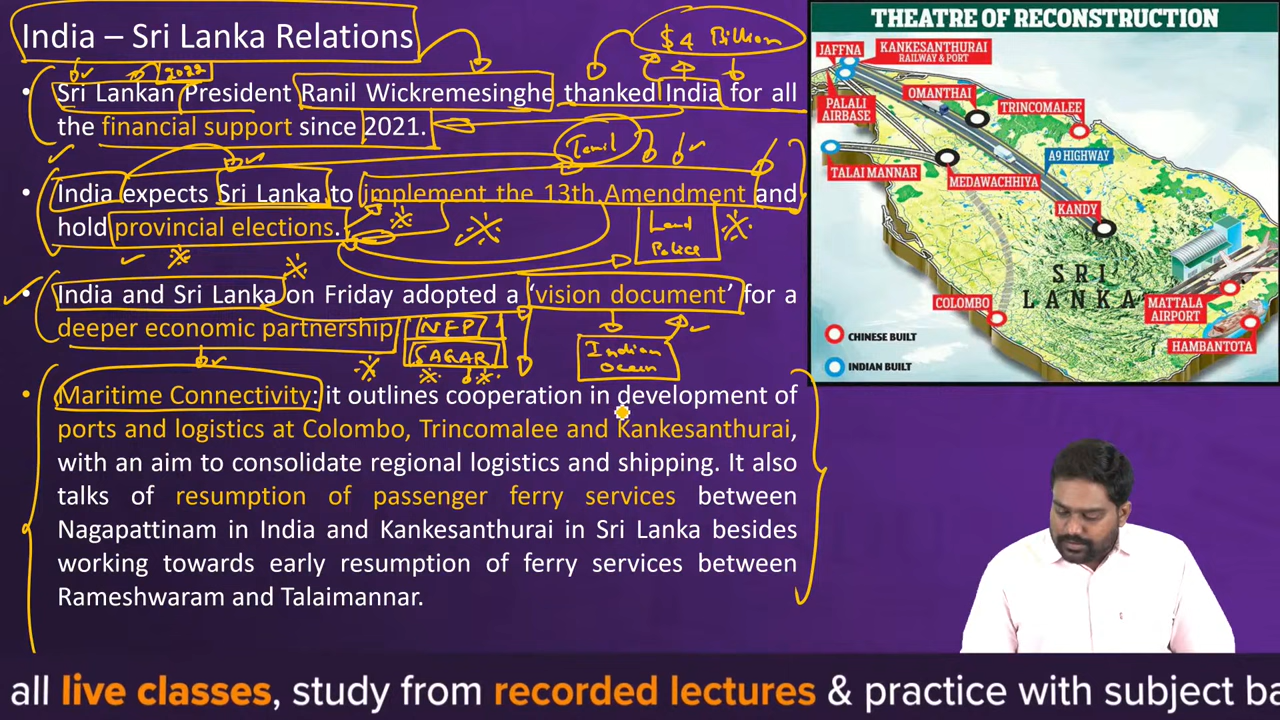 India – Sri Lanka Relations
$4 Billion
2022
• Sri Lankan President Ranil Wickremesinghe thanked India for all
the financial support since 2021.
Tamil
• India expects Sri Lanka to implement the 13th Amendment and
hold provincial elections.
Land
Police
• India and Sri Lanka on Friday adopted a ‘vision document’ for a
deeper economic partnership
NFP
SAGAR
Indian
Ocean
• Maritime Connectivity: it outlines cooperation in development of
ports and logistics at Colombo, Trincomalee and Kankesanthurai,
with an aim to consolidate regional logistics and shipping. It also
talks of resumption of passenger ferry services between
Nagapattinam in India and Kankesanthurai in Sri Lanka besides
working towards early resumption of ferry services between
Rameshwaram and Talaimannar.
THEATRE OF RECONSTRUCTION
JAFFNA
KANKESANTHURAI
RAILWAY & PORT
PALALI
AIRBASE
OMANTHAI
TRINCOMALEE
A9 HIGHWAY
TALAI MANNAR
MEDAWACHHIYA
KANDY
SRI
LANKA
COLOMBO
MATTALA
AIRPORT
HAMBANTOTA
CHINESE BUILT
INDIAN BUILT
all live classes, study from recorded lectures & practice with subject ba